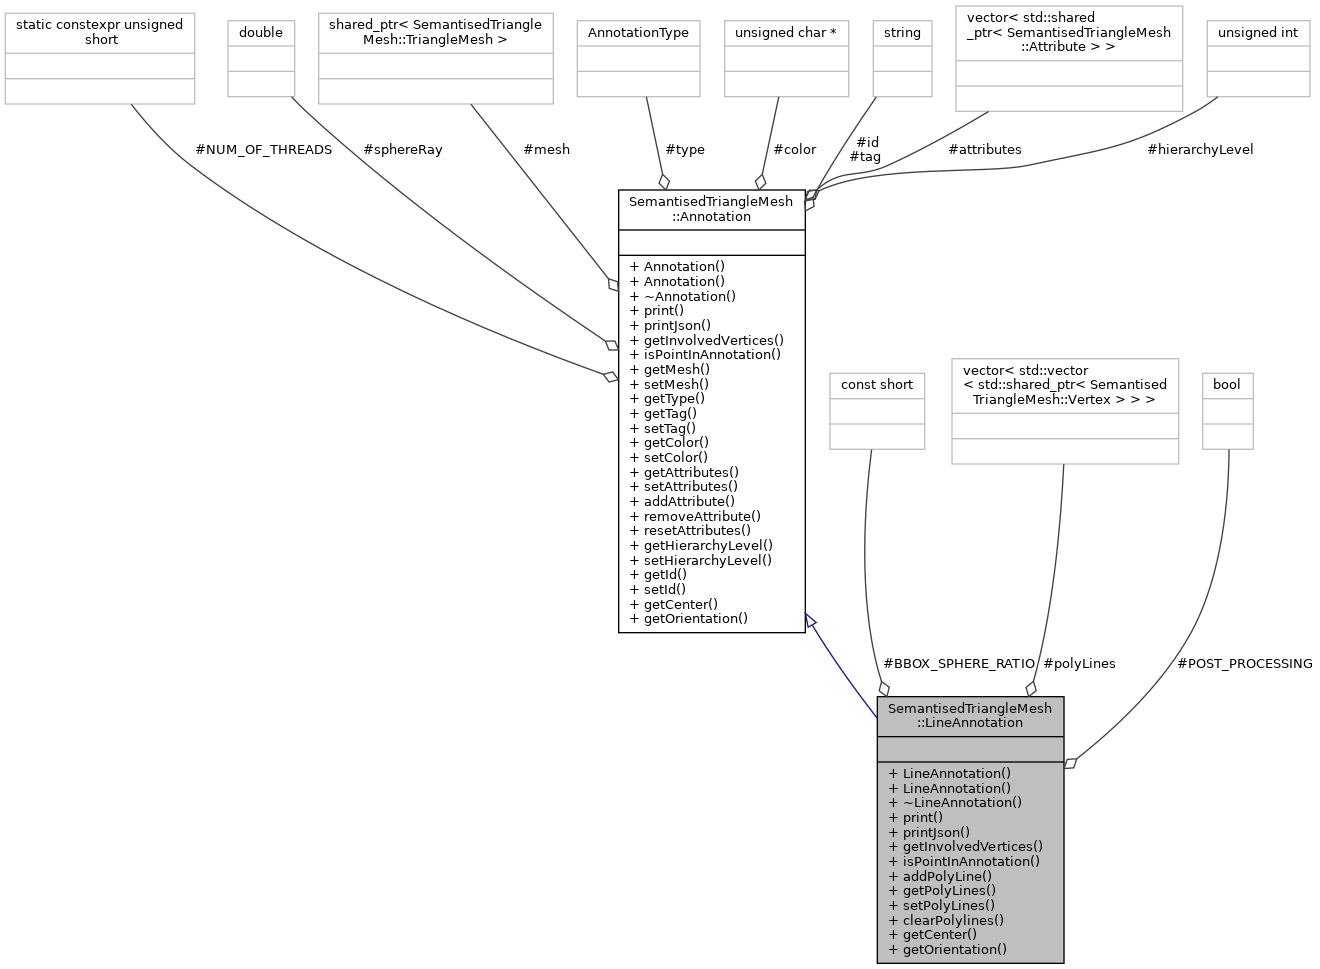 static constexpr unsigned
short
double
shared_ptr< SemantisedTriangle
Mesh::TriangleMesh >
AnnotationType
unsigned char *
string
vector< std::shared
_ptr< SemantisedTriangleMesh
::Attribute > >
unsigned int
#NUM_OF_THREADS
#sphereRay
#mesh
#type
#color
#id
#tag
#attributes
#hierarchyLevel
SemantisedTriangleMesh
::Annotation
+ Annotation()
+ Annotation()
+ ~Annotation()
+ print()
+ printJson()
+ getInvolvedVertices()
+ isPointInAnnotation()
+ getMesh()
+ setMesh()
+ getType()
+ getTag()
+ setTag()
+ getColor()
+ setColor()
+ getAttributes()
+ setAttributes()
+ addAttribute()
+ removeAttribute()
+ resetAttributes()
+ getHierarchyLevel()
+ setHierarchyLevel()
+ getId()
+ setId()
+ getCenter()
+ getOrientation()
const short
vector< std::vector
< std::shared_ptr< Semantised
TriangleMesh::Vertex > > >
bool
#BBOX_SPHERE_RATIO
#polyLines
#POST_PROCESSING
SemantisedTriangleMesh
::LineAnnotation
+ LineAnnotation()
+ LineAnnotation()
+ ~LineAnnotation()
+ print()
+ printJson()
+ getInvolvedVertices()
+ isPointInAnnotation()
+ addPolyLine()
+ getPolyLines()
+ setPolyLines()
+ clearPolylines()
+ getCenter()
+ getOrientation()